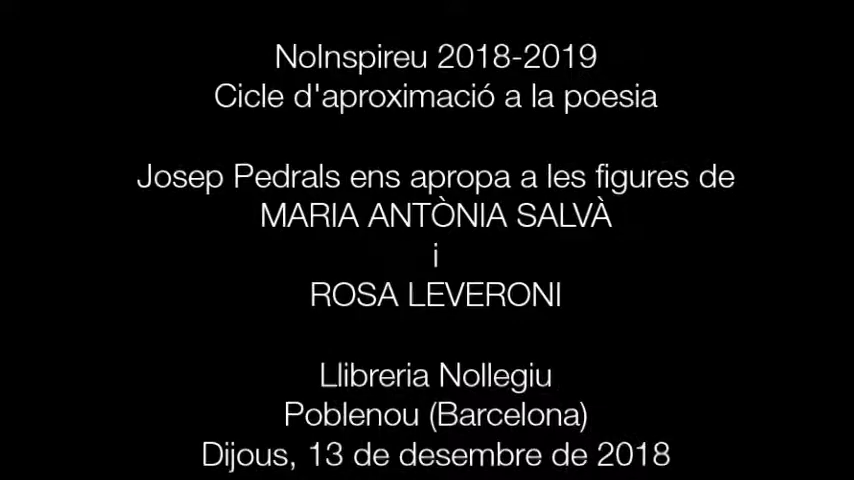 NoInspireu 2018-2019
Cicle d'aproximació a la poesia
Josep Pedrals ens apropa a les figures de
MARIA ANTÒNIA SALVÀ
i
ROSA LEVERONI
Llibreria Nollegiu
Poblenou (Barcelona)
Dijous, 13 de desembre de 2018